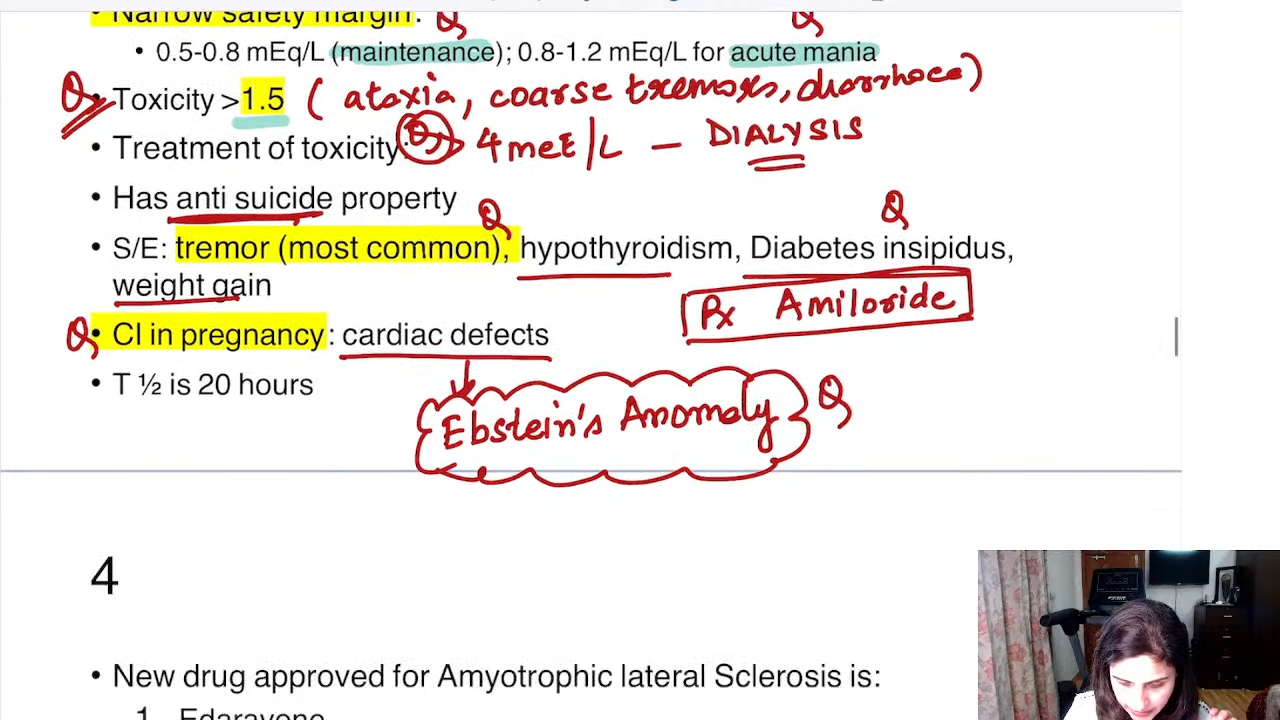 • Narrow safety margin: Q Q
• 0.5-0.8 mEq/L (maintenance); 0.8-1.2 mEq/L for acute mania
Q • Toxicity >1.5 ( ataxia, coarse tremors, diarrhoea)
• Treatment of toxicity: Q 4 meE/L – DIALYSIS
• Has anti suicide property
Q Q
• S/E: tremor (most common), hypothyroidism, Diabetes insipidus,
weight gain
Rx Amiloride
Q • CI in pregnancy: cardiac defects
• T ½ is 20 hours
Ebstein's Anomaly Q
4
• New drug approved for Amyotrophic lateral Sclerosis is:
1. Edaravone